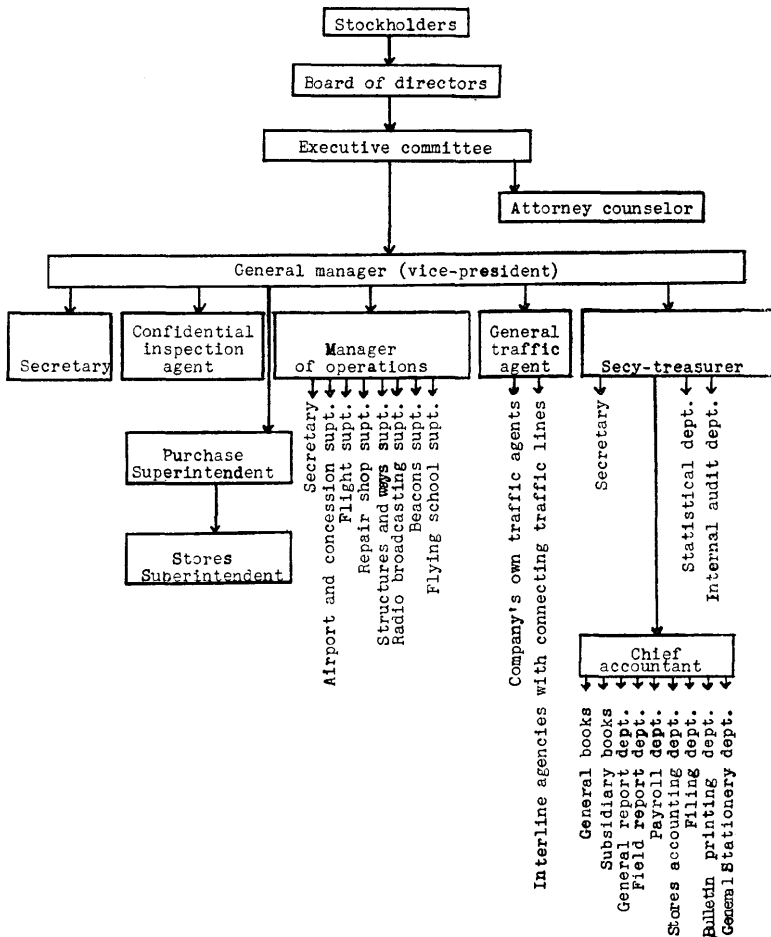 Stockholders
Board of directors
Executive committee
Attorney counselor
General manager (vice-president)
Secretary
Confidential
inspection
agent
Manager
of operations
General
traffic
agent
Secy-treasurer
Secretary
Airport and concession supt.
Flight supt.
Repair shop supt.
Structures and ways supt.
Radio broadcasting supt.
Beacons supt.
Flying school supt.
Company's own traffic agents
Interline agencies with connecting traffic lines
Secretary
Statistical dept.
Internal audit dept.
Purchase
Superintendent
Stores
Superintendent
Chief
accountant
General books
Subsidiary books
General report dept.
Field report dept.
Payroll dept.
Stores accounting dept.
Filing dept.
Bulletin printing dept.
General Stationery dept.